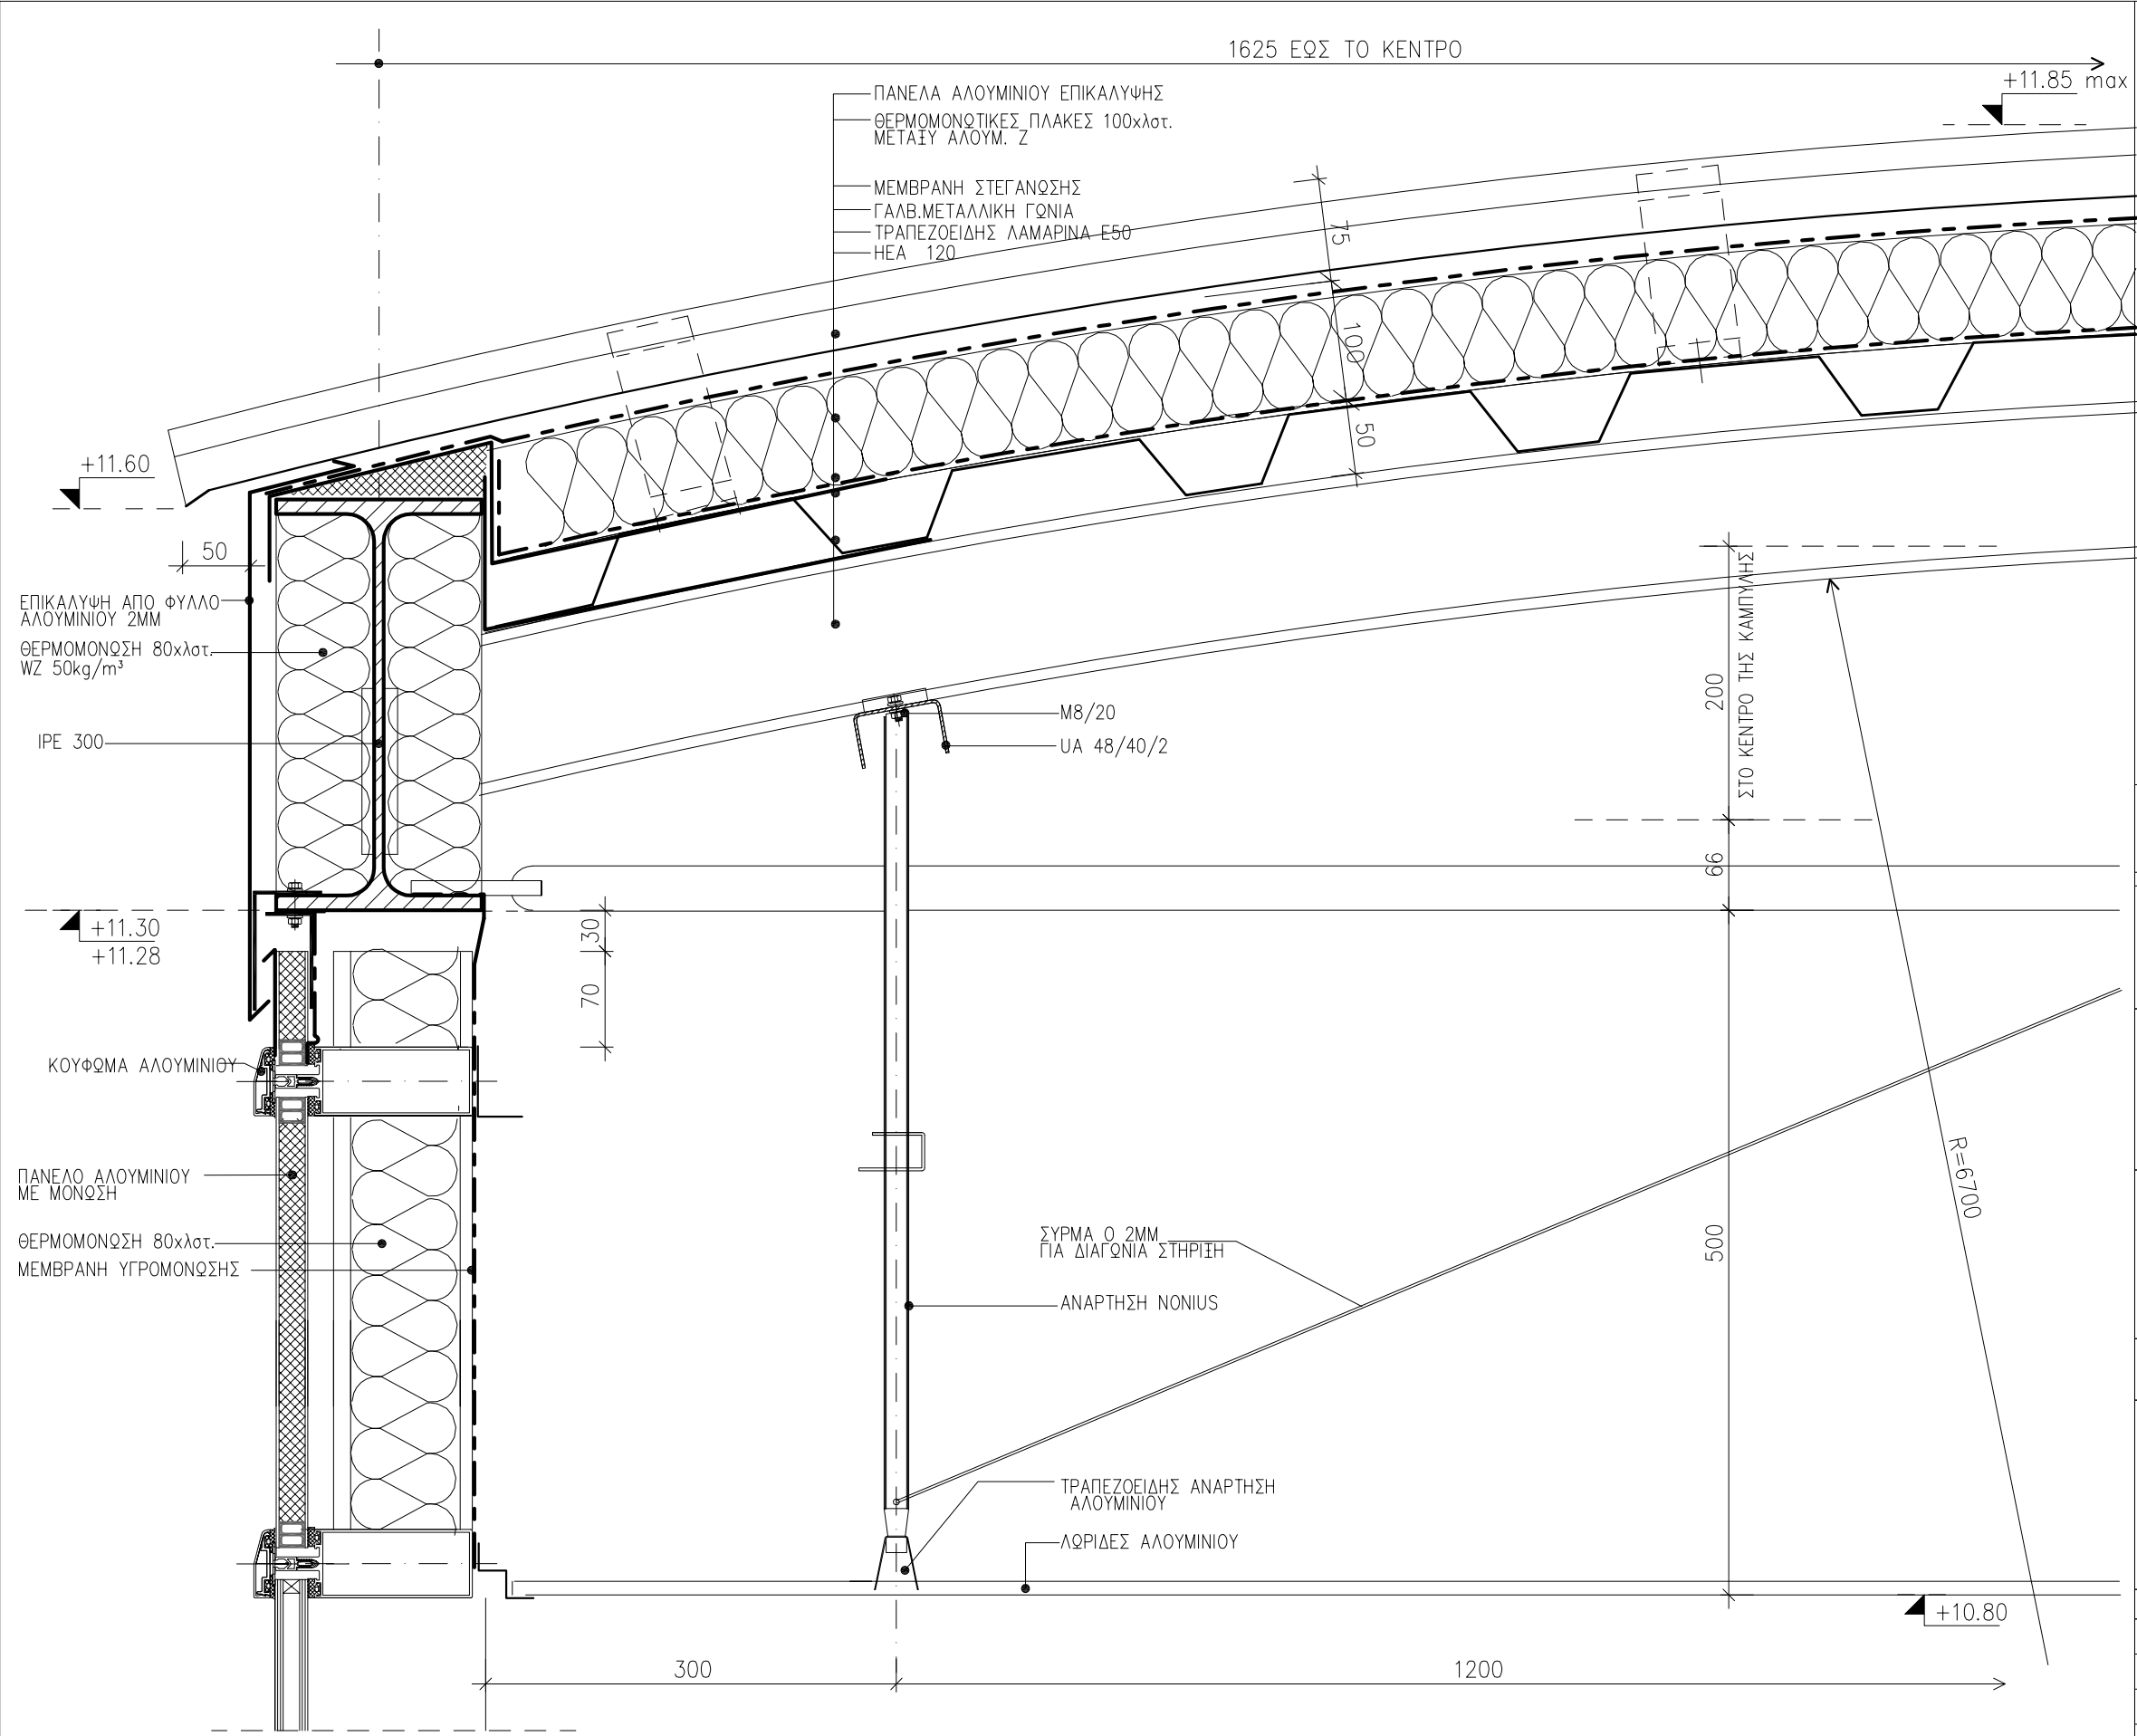 1625 ΕΩΣ ΤΟ ΚΕΝΤΡΟ
+11.85 max
ΠΑΝΕΛΑ ΑΛΟΥΜΙΝΙΟΥ ΕΠΙΚΑΛΥΨΗΣ
ΘΕΡΜΟΜΟΝΩΤΙΚΕΣ ΠΛΑΚΕΣ 100χλστ.
ΜΕΤΑΞΥ ΑΛΟΥΜ. Ζ
ΜΕΜΒΡΑΝΗ ΣΤΕΓΑΝΩΣΗΣ
ΓΑΛΒ.ΜΕΤΑΛΛΙΚΗ ΓΩΝΙΑ
ΤΡΑΠΕΖΟΕΙΔΗΣ ΛΑΜΑΡΙΝΑ Ε50
HEA 120
75
100
50
+11.60
50
ΕΠΙΚΑΛΥΨΗ ΑΠΟ ΦΥΛΛΟ
ΑΛΟΥΜΙΝΙΟΥ 2ΜΜ
ΘΕΡΜΟΜΟΝΩΣΗ 80χλστ.
WZ 50kg/m³
IPE 300
M8/20
UA 48/40/2
200
ΣΤΟ ΚΕΝΤΡΟ ΤΗΣ ΚΑΜΠΥΛΗΣ
66
+11.30
+11.28
30
70
ΚΟΥΦΩΜΑ ΑΛΟΥΜΙΝΙΟΥ
ΠΑΝΕΛΟ ΑΛΟΥΜΙΝΙΟΥ
ΜΕ ΜΟΝΩΣΗ
R=6700
ΘΕΡΜΟΜΟΝΩΣΗ 80χλστ.
ΜΕΜΒΡΑΝΗ ΥΓΡΟΜΟΝΩΣΗΣ
ΣΥΡΜΑ Ο 2ΜΜ
ΓΙΑ ΔΙΑΓΩΝΙΑ ΣΤΗΡΙΞΗ
500
ΑΝΑΡΤΗΣΗ NONIUS
ΤΡΑΠΕΖΟΕΙΔΗΣ ΑΝΑΡΤΗΣΗ
ΑΛΟΥΜΙΝΙΟΥ
ΛΩΡΙΔΕΣ ΑΛΟΥΜΙΝΙΟΥ
+10.80
300
1200